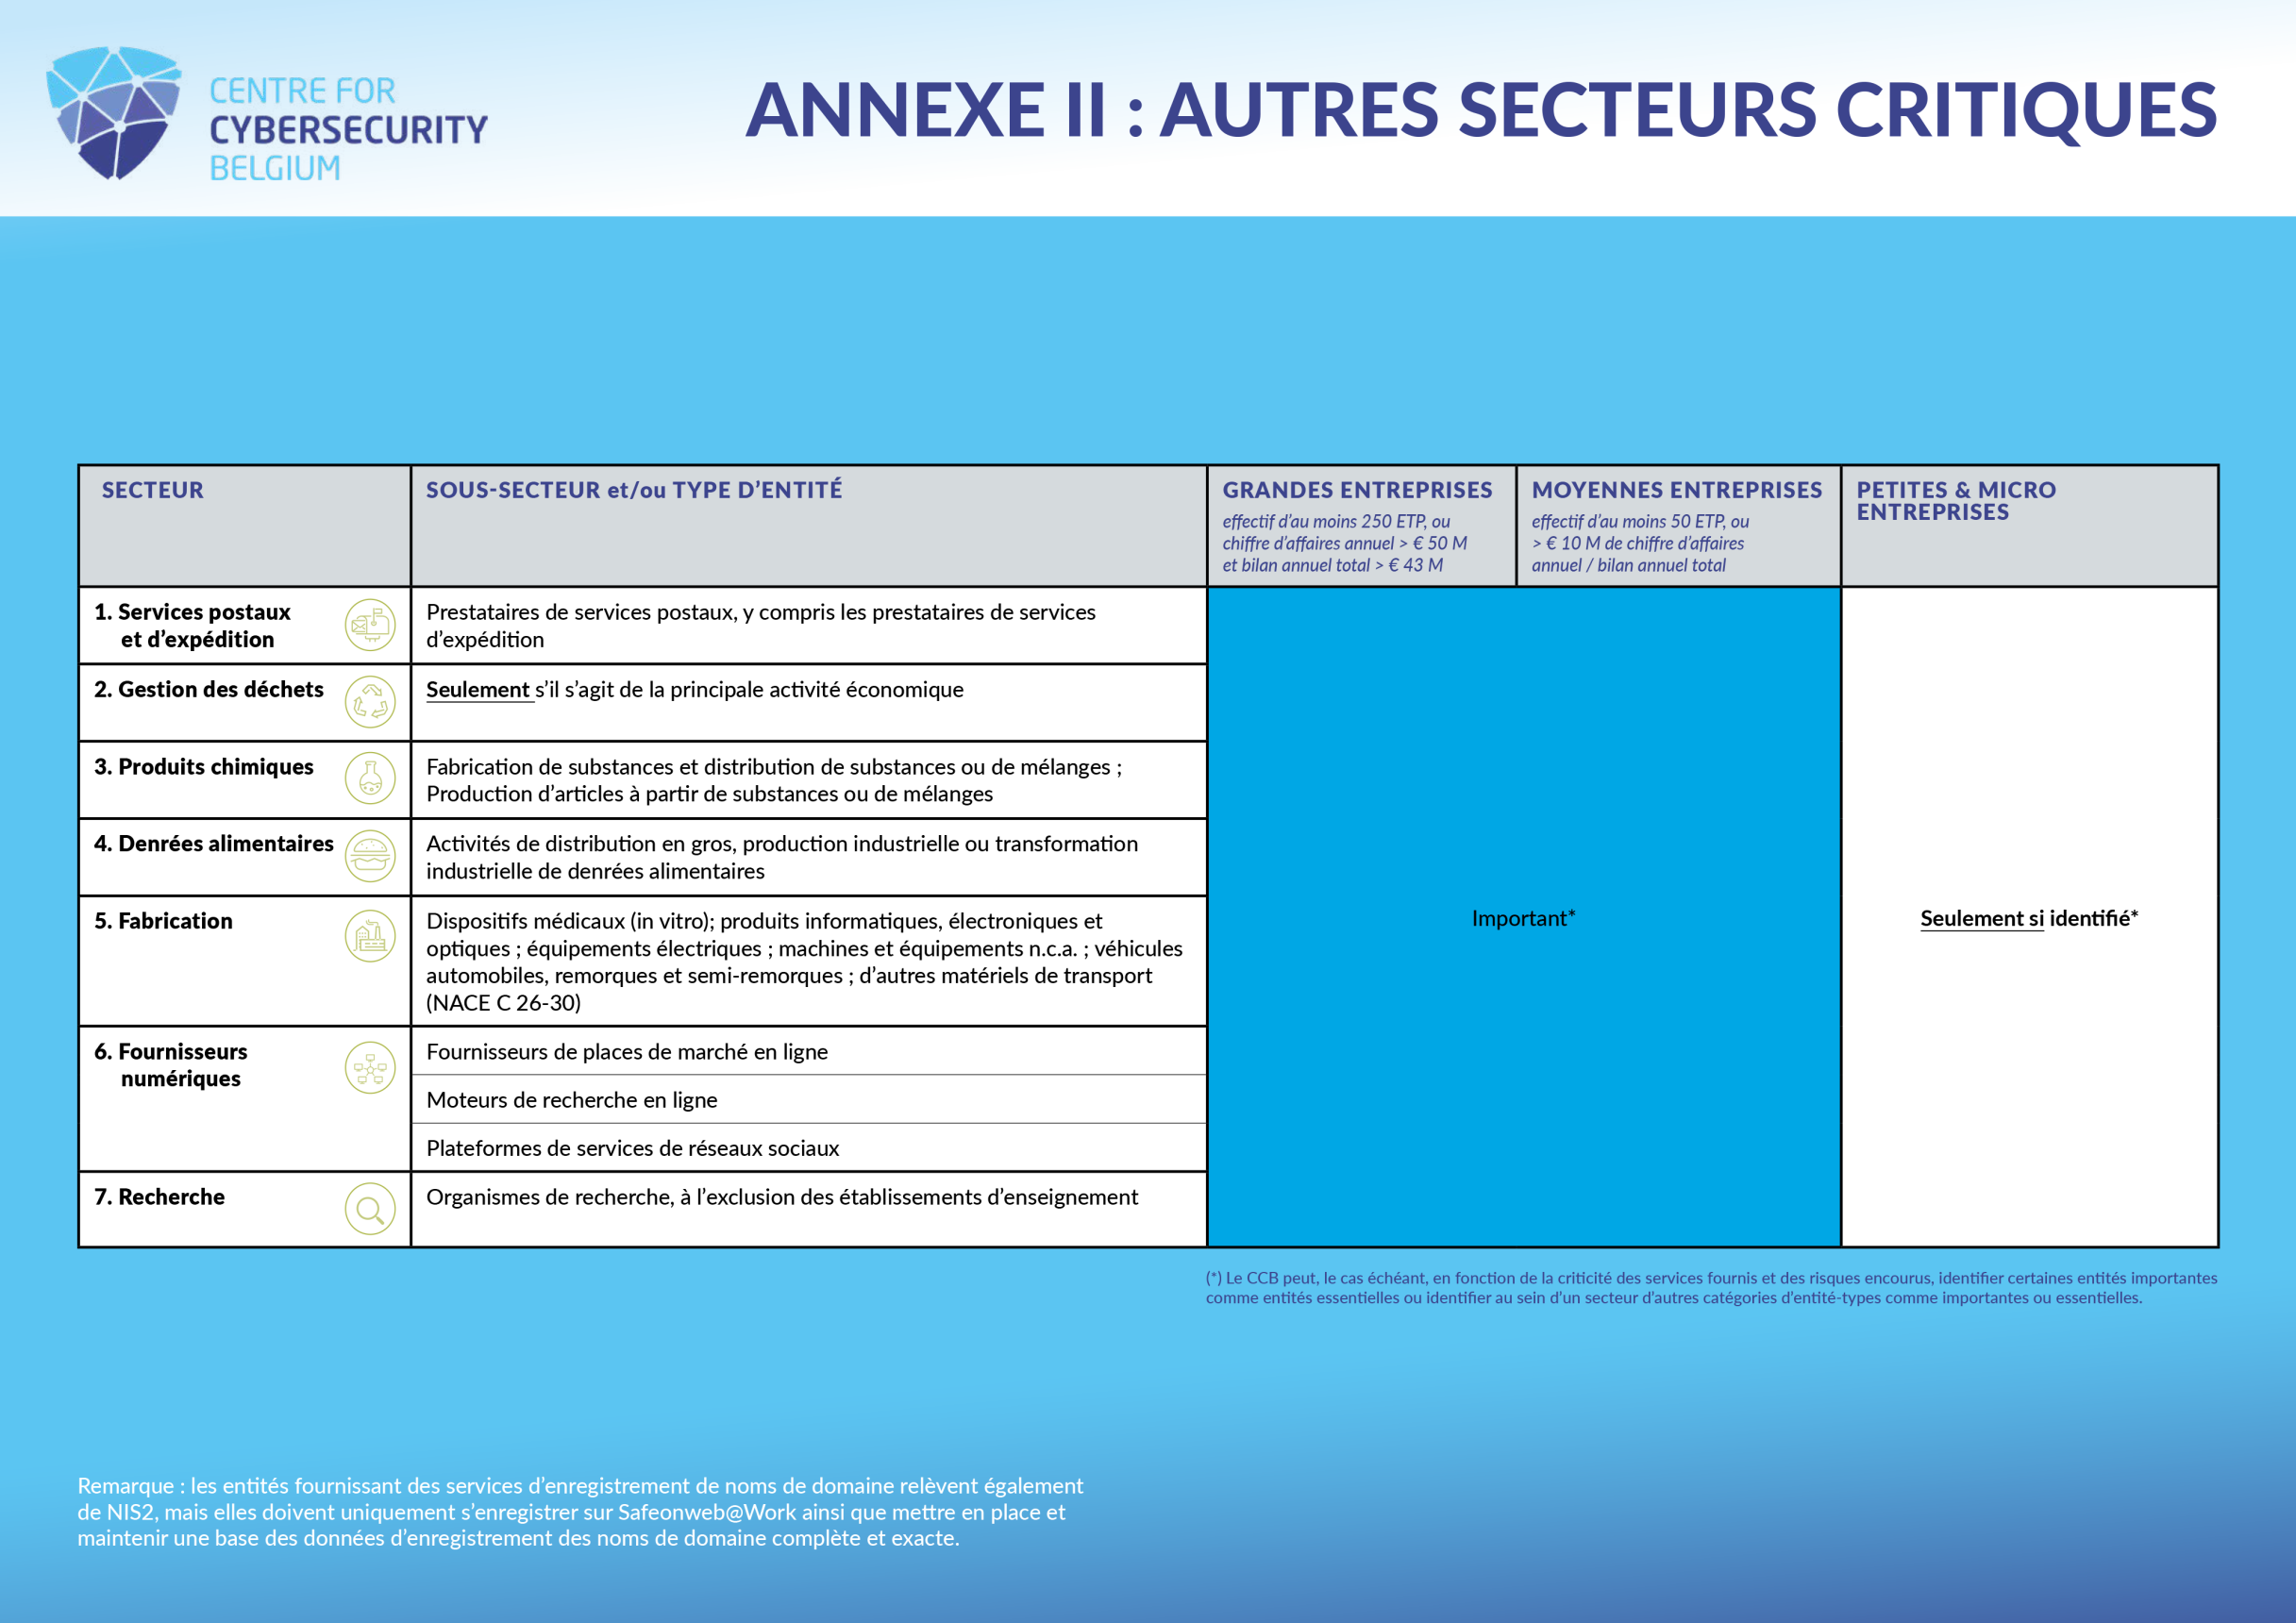 CENTRE FOR
CYBERSECURITY
BELGIUM
ANNEXE II : AUTRES SECTEURS CRITIQUES
SECTEUR
SOUS-SECTEUR et/ou TYPE D’ENTITÉ
GRANDES ENTREPRISES
effectif d’au moins 250 ETP, ou
chiffre d’affaires annuel > € 50 M
et bilan annuel total > € 43 M
MOYENNES ENTREPRISES
effectif d’au moins 50 ETP, ou
> € 10 M de chiffre d’affaires
annuel / bilan annuel total
PETITES & MICRO
ENTREPRISES
1. Services postaux
et d’expédition
Prestataires de services postaux, y compris les prestataires de services
d’expédition
2. Gestion des déchets
Seulement s’il s’agit de la principale activité économique
3. Produits chimiques
Fabrication de substances et distribution de substances ou de mélanges ;
Production d’articles à partir de substances ou de mélanges
4. Denrées alimentaires
Activités de distribution en gros, production industrielle ou transformation
industrielle de denrées alimentaires
5. Fabrication
Dispositifs médicaux (in vitro); produits informatiques, électroniques et
optiques ; équipements électriques ; machines et équipements n.c.a. ; véhicules
automobiles, remorques et semi-remorques ; d’autres matériels de transport
(NACE C 26-30)
Important*
Seulement si identifié*
6. Fournisseurs
numériques
Fournisseurs de places de marché en ligne
Moteurs de recherche en ligne
Plateformes de services de réseaux sociaux
7. Recherche
Organismes de recherche, à l’exclusion des établissements d’enseignement
(*) Le CCB peut, le cas échéant, en fonction de la criticité des services fournis et des risques encourus, identifier certaines entités importantes
comme entités essentielles ou identifier au sein d’un secteur d’autres catégories d’entité-types comme importantes ou essentielles.
Remarque : les entités fournissant des services d’enregistrement de noms de domaine relèvent également
de NIS2, mais elles doivent uniquement s’enregistrer sur Safeonweb@Work ainsi que mettre en place et
maintenir une base des données d’enregistrement des noms de domaine complète et exacte.